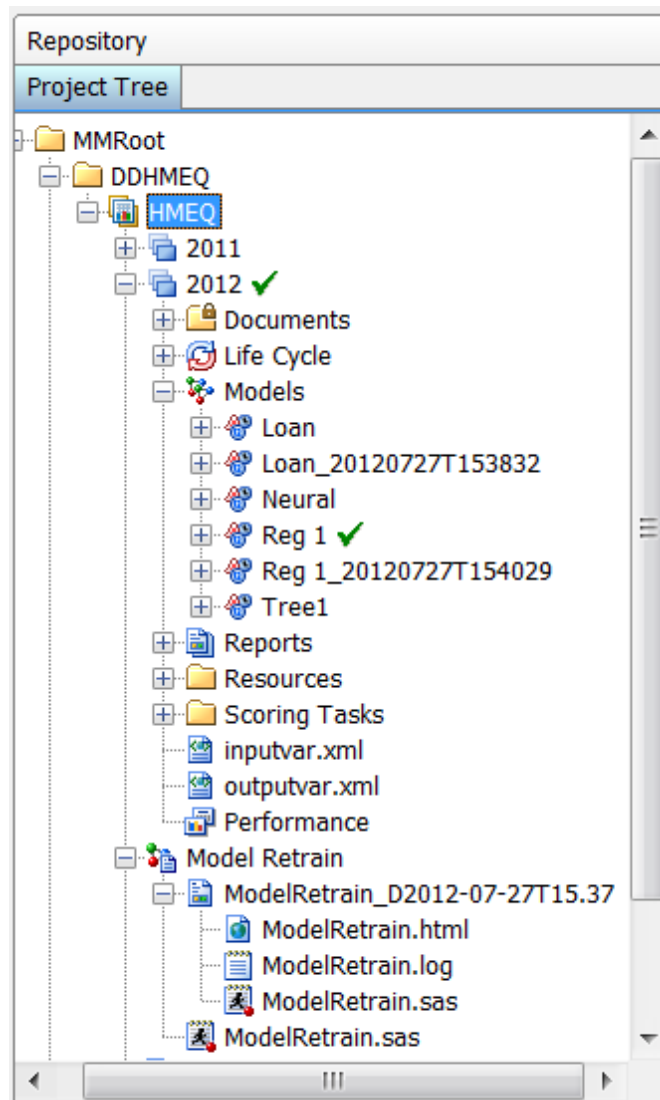 Repository
Project Tree
MMRoot
DDHMEQ
HMEQ
2011
2012
Documents
Life Cycle
Models
Loan
Loan_20120727T153832
Neural
Reg 1
Reg 1_20120727T154029
Tree1
Reports
Resources
Scoring Tasks
inputvar.xml
outputvar.xml
Performance
Model Retrain
ModelRetrain_D2012-07-27T15.37
ModelRetrain.html
ModelRetrain.log
ModelRetrain.sas
ModelRetrain.sas